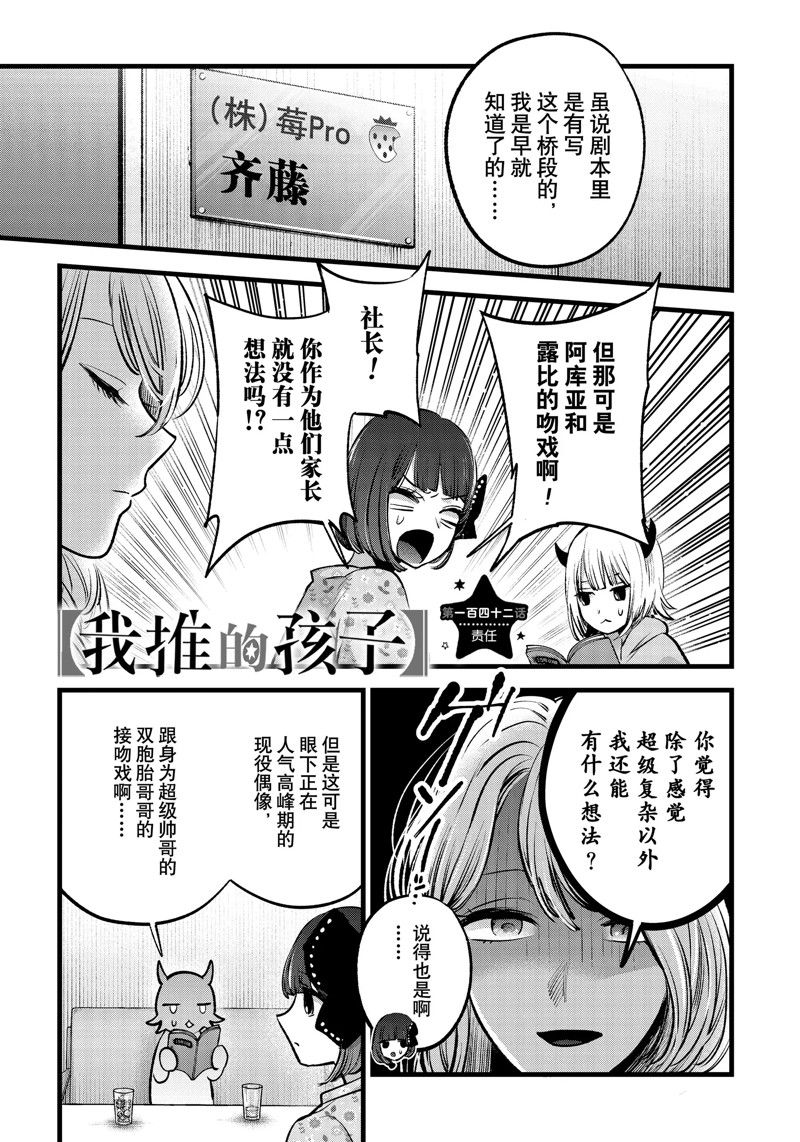 虽说剧本里
是有写
这个桥段的，
我是早就
知道了的……
（株）莓Pro
齐藤
但那可是
阿库亚和
露比的吻戏啊！
社长！
你作为他们家长
就没有一点
想法吗！？
【我推的孩子】
第一百四十二话
责任
你觉得
除了感觉
超级复杂以外
我还能
有什么想法？
说得也是啊
……
但是这可是
眼下正在
人气高峰期的
现役偶像，
跟身为超级帅哥的
双胞胎哥哥的
接吻戏啊……